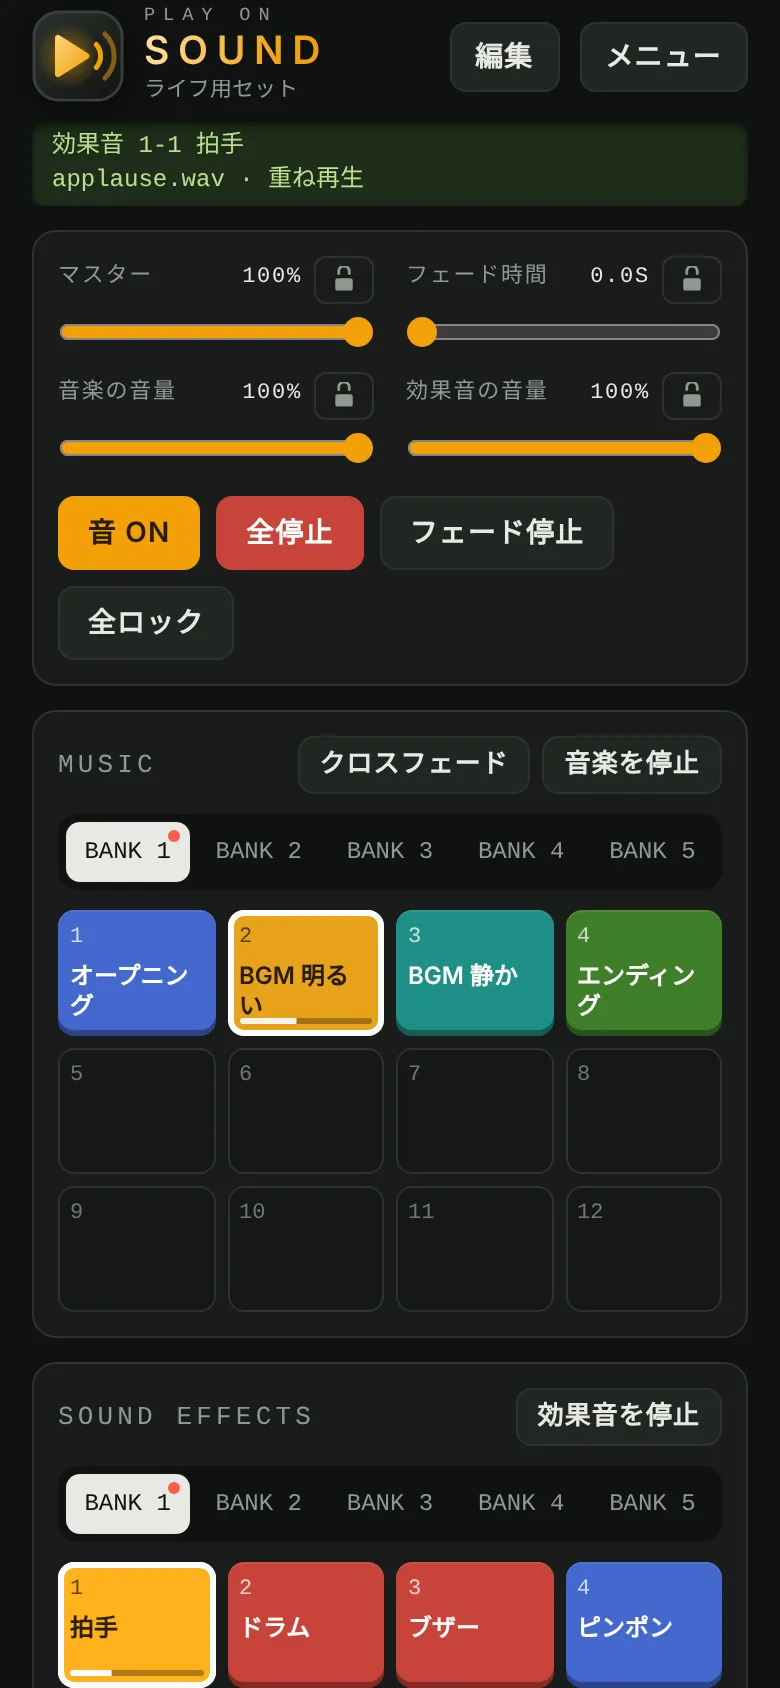 PLAY ON
SOUND
ライブ用セット
編集
メニュー
効果音 1-1 拍手
applause.wav · 重ね再生
マスター 100%
フェード時間 0.0S
音楽の音量 100%
効果音の音量 100%
音 ON
全停止
フェード停止
全ロック
MUSIC
クロスフェード
音楽を停止
BANK 1
BANK 2
BANK 3
BANK 4
BANK 5
1
オープニン
グ
2
BGM 明る
い
3
BGM 静か
4
エンディン
グ
5
6
7
8
9
10
11
12
SOUND EFFECTS
効果音を停止
BANK 1
BANK 2
BANK 3
BANK 4
BANK 5
1
拍手
2
ドラム
3
ブザー
4
ピンポン